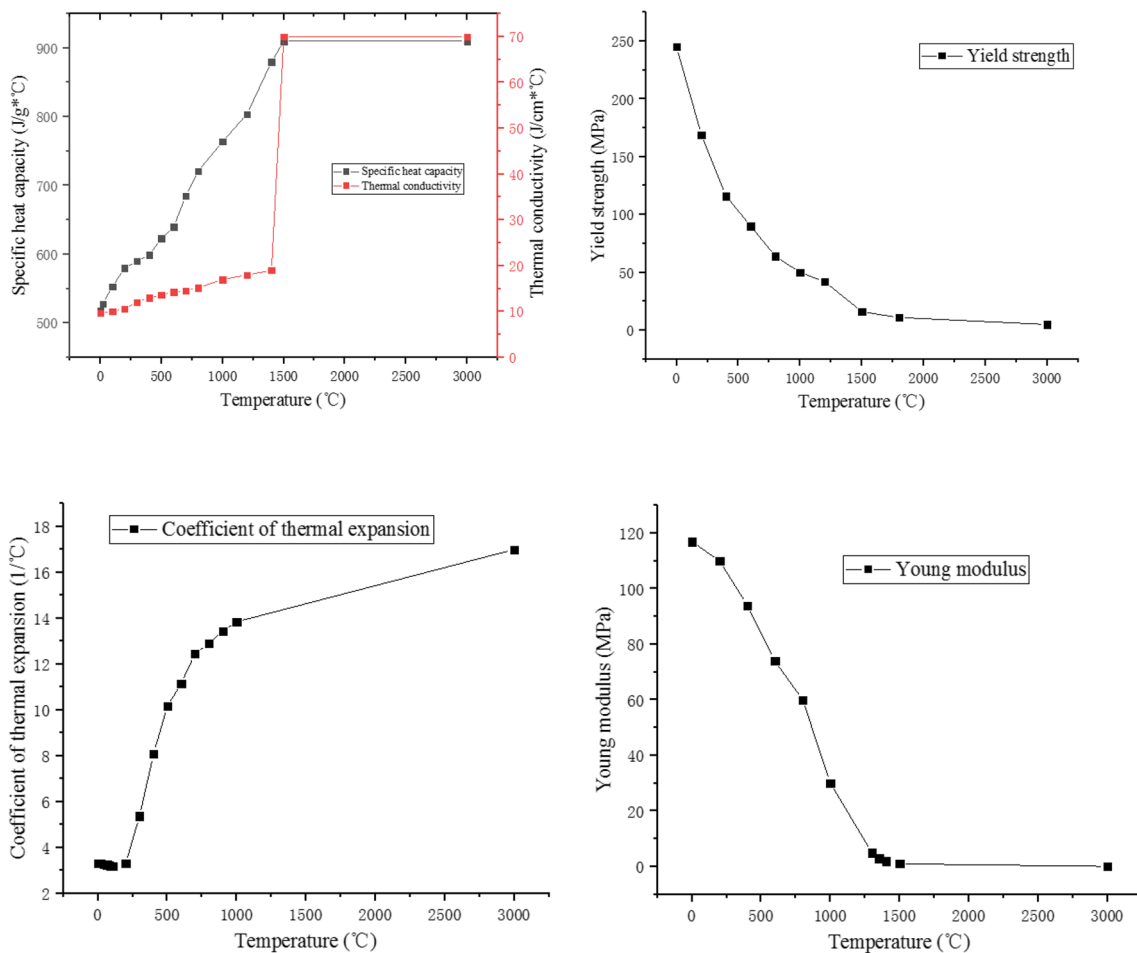 Specific heat capacity (J/g*℃)
900
800
700
600
500
Specific heat capacity
Thermal conductivity
70
60
50
40
30
20
10
0
Thermal conductivity (J/cm*℃)
0 500 1000 1500 2000 2500 3000
Temperature (℃)
Yield strength (MPa)
250
200
150
100
50
0
Yield strength
0 500 1000 1500 2000 2500 3000
Temperature (℃)
Coefficient of thermal expansion (1/℃)
18
16
14
12
10
8
6
4
2
Coefficient of thermal expansion
0 500 1000 1500 2000 2500 3000
Temperature (℃)
Young modulus (MPa)
120
100
80
60
40
20
0
Young modulus
0 500 1000 1500 2000 2500 3000
Temperature (℃)